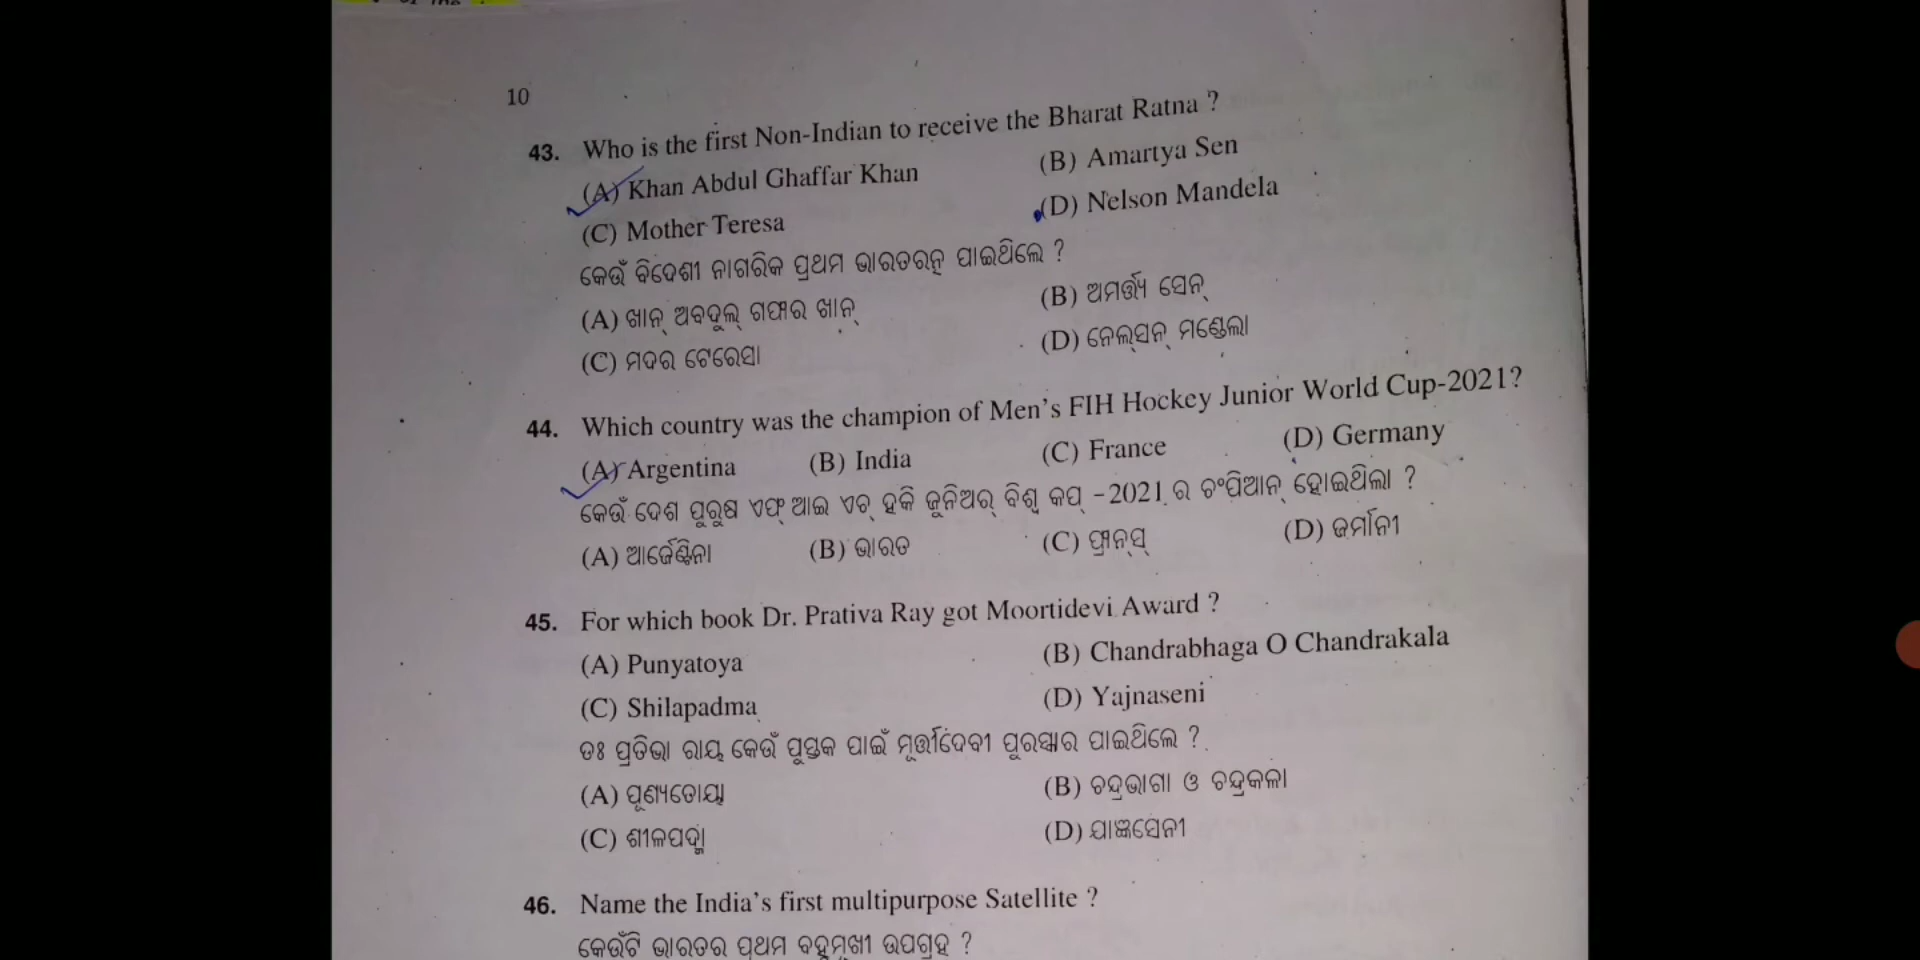 of the
10
43. Who is the first Non-Indian to receive the Bharat Ratna ?
(A) Khan Abdul Ghaffar Khan (B) Amartya Sen
(C) Mother Teresa (D) Nelson Mandela
କେଉଁ ବିଦେଶୀ ନାଗରିକ ପ୍ରଥମ ଭାରତରତ୍ନ ପାଇଥିଲେ ?
(A) ଖାନ୍ ଅବଦୁଲ୍ ଗଫାର ଖାନ୍ (B) ଅମର୍ତ୍ତ୍ୟ ସେନ୍
(C) ମଦର ଟେରେସା (D) ନେଲ୍‌ସନ୍ ମଣ୍ଡେଲା
44. Which country was the champion of Men's FIH Hockey Junior World Cup-2021?
(A) Argentina (B) India (C) France (D) Germany
କେଉଁ ଦେଶ ପୁରୁଷ ଏଫ୍ ଆଇ ଏଚ୍ ହକି ଜୁନିଅର୍ ବିଶ୍ୱ କପ୍ -2021 ର ଚଂପିଆନ୍ ହୋଇଥିଲା ?
(A) ଆର୍ଜେଣ୍ଟିନା (B) ଭାରତ (C) ଫ୍ରାନ୍‌ସ୍ (D) ଜର୍ମାନୀ
45. For which book Dr. Prativa Ray got Moortidevi Award ?
(A) Punyatoya (B) Chandrabhaga O Chandrakala
(C) Shilapadma (D) Yajnaseni
ଡଃ ପ୍ରତିଭା ରାୟ କେଉଁ ପୁସ୍ତକ ପାଇଁ ମୂର୍ତ୍ତୀଦେବୀ ପୁରସ୍କାର ପାଇଥିଲେ ?
(A) ପୂଣ୍ୟତୋୟା (B) ଚନ୍ଦ୍ରଭାଗା ଓ ଚନ୍ଦ୍ରକଳା
(C) ଶୀଳପଦ୍ମା (D) ଯାଜ୍ଞସେନୀ
46. Name the India's first multipurpose Satellite ?
କେଉଁଟି ଭାରତର ପ୍ରଥମ ବହୁମୁଖୀ ଉପଗ୍ରହ ?